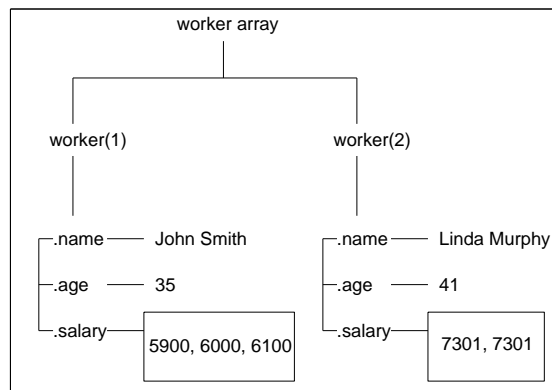 worker array
worker(1)
worker(2)
.name John Smith
.age 35
.salary 5900, 6000, 6100
.name Linda Murphy
.age 41
.salary 7301, 7301